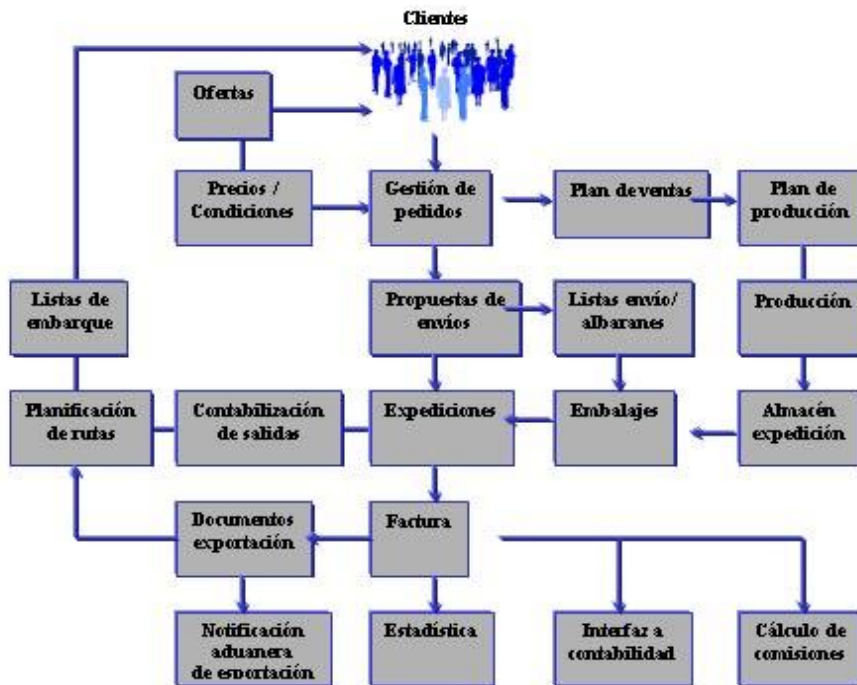 Clientes
Ofertas
Precios /
Condiciones
Gestión de
pedidos
Plan de ventas
Plan de
producción
Listas de
embarque
Propuestas de
envíos
Listas envío/
albaranes
Producción
Planificación
de rutas
Contabilización
de salidas
Expediciones
Embalajes
Almacén
expedición
Documentos
exportación
Factura
Notificación
aduanera
de esportación
Estadística
Interfaz a
contabilidad
Cálculo de
comisiones